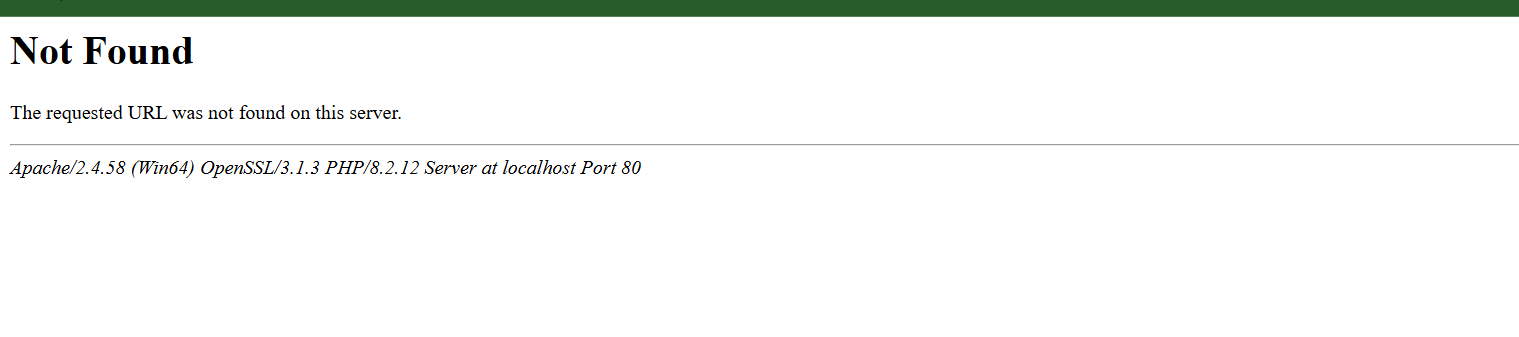 Not Found
The requested URL was not found on this server.
Apache/2.4.58 (Win64) OpenSSL/3.1.3 PHP/8.2.12 Server at localhost Port 80